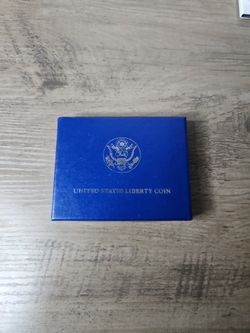 UNITED STATES LIBERTY COIN